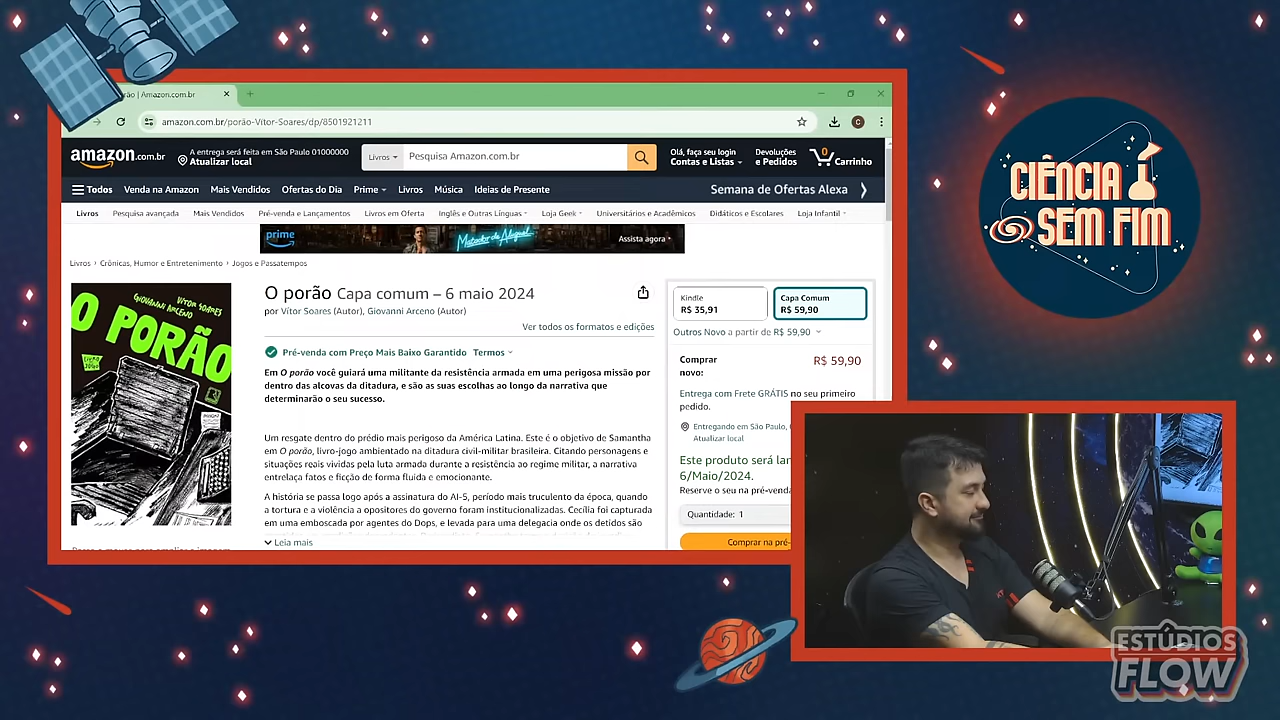 rão | Amazon.com.br
amazon.com.br/porão-Vítor-Soares/dp/8501921211
C
amazon.com.br
A entrega será feita em São Paulo 01000000
Atualizar local
Livros
Pesquisa Amazon.com.br
Olá, faça seu login
Contas e Listas
Devoluções
e Pedidos
0
Carrinho
Todos
Venda na Amazon
Mais Vendidos
Ofertas do Dia
Prime
Livros
Música
Ideias de Presente
Semana de Ofertas Alexa
Livros
Pesquisa avançada
Mais Vendidos
Pré-venda e Lançamentos
Livros em Oferta
Inglês e Outras Línguas
Loja Geek
Universitários e Acadêmicos
Didáticos e Escolares
Loja Infantil
prime
Matador de Aluguel
Assista agora
Livros › Crônicas, Humor e Entretenimento › Jogos e Passatempos
GIOVANNI ARCENO
VÍTOR SOARES
O PORÃO
O porão Capa comum – 6 maio 2024
por Vítor Soares (Autor), Giovanni Arceno (Autor)
Ver todos os formatos e edições
Pré-venda com Preço Mais Baixo Garantido Termos
Em O porão você guiará uma militante da resistência armada em uma perigosa missão por
dentro das alcovas da ditadura, e são as suas escolhas ao longo da narrativa que
determinarão o seu sucesso.
Um resgate dentro do prédio mais perigoso da América Latina. Este é o objetivo de Samantha
em O porão, livro-jogo ambientado na ditadura civil-militar brasileira. Citando personagens e
situações reais vividas pela luta armada durante a resistência ao regime militar, a narrativa
entrelaça fatos e ficção de forma fluida e emocionante.
A história se passa logo após a assinatura do AI-5, período mais truculento da época, quando
a tortura e a violência a opositores do governo foram institucionalizadas. Cecília foi capturada
em uma emboscada por agentes do Dops, e levada para uma delegacia onde os detidos são
Leia mais
Kindle
R$ 35,91
Capa Comum
R$ 59,90
Outros Novo a partir de R$ 59,90
Comprar
novo:
R$ 59,90
Entrega com Frete GRÁTIS no seu primeiro
pedido.
Entregando em São Paulo,
Atualizar local
Este produto será lan
6/Maio/2024.
Reserve o seu na pré-venda
Quantidade: 1
Comprar na pré-
CIÊNCIA
SEM FIM
ESTÚDIOS
FLOW